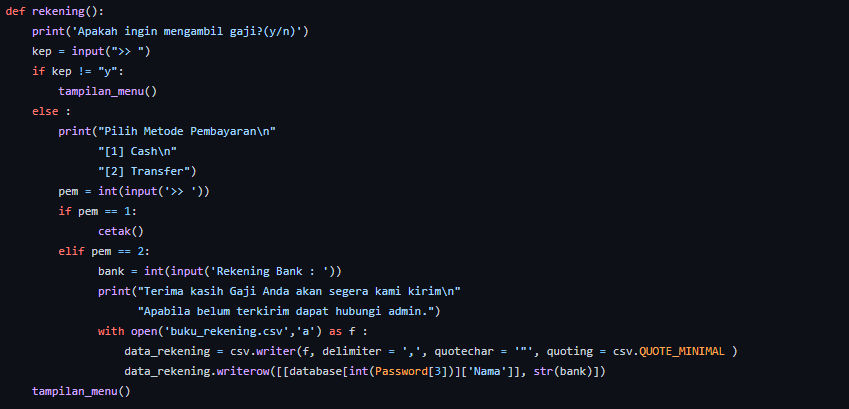 def rekening():
    print('Apakah ingin mengambil gaji?(y/n)')
    kep = input(">> ")
    if kep != "y":
        tampilan_menu()
    else :
        print("Pilih Metode Pembayaran\n"
              "[1] Cash\n"
              "[2] Transfer")
        pem = int(input('>> '))
        if pem == 1:
              cetak()
        elif pem == 2:
              bank = int(input('Rekening Bank : '))
              print("Terima kasih Gaji Anda akan segera kami kirim\n"
                    "Apabila belum terkirim dapat hubungi admin.")
              with open('buku_rekening.csv','a') as f :
                  data_rekening = csv.writer(f, delimiter = ',', quotechar = '"', quoting = csv.QUOTE_MINIMAL )
                  data_rekening.writerow([[database[int(Password[3])]['Nama']], str(bank)])
    tampilan_menu()